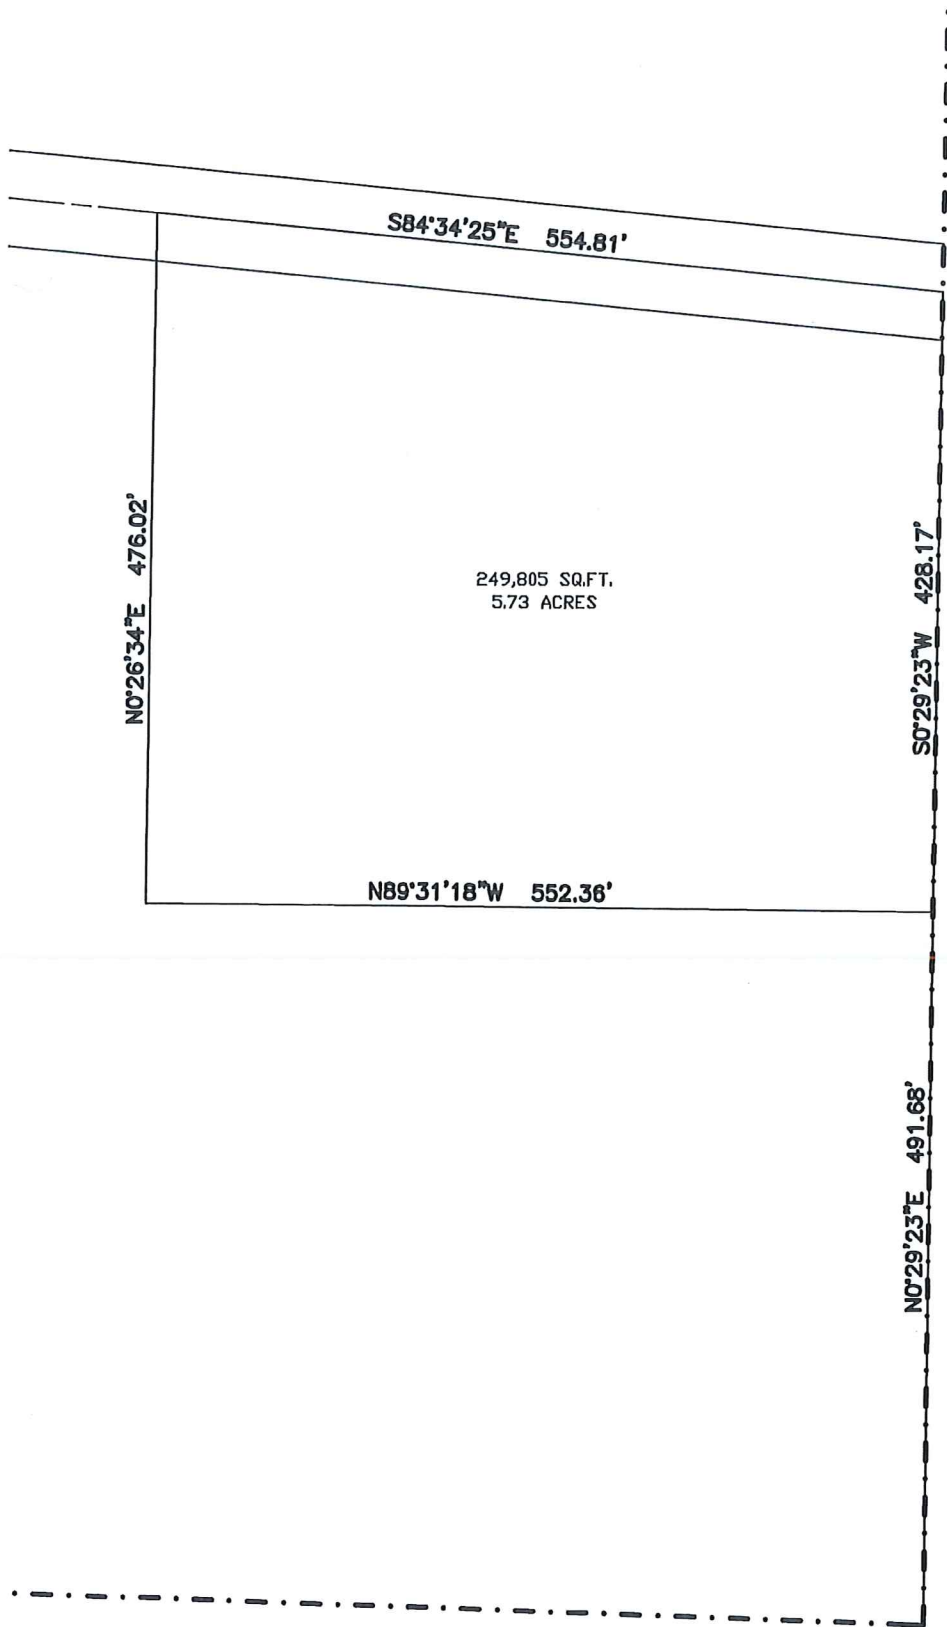 S84°34'25"E 554.81'
N0°26'34"E 476.02'
249,805 SQ.FT.
5.73 ACRES
S0°29'23"W 428.17'
N89°31'18"W 552.36'
N0°29'23"E 491.68'